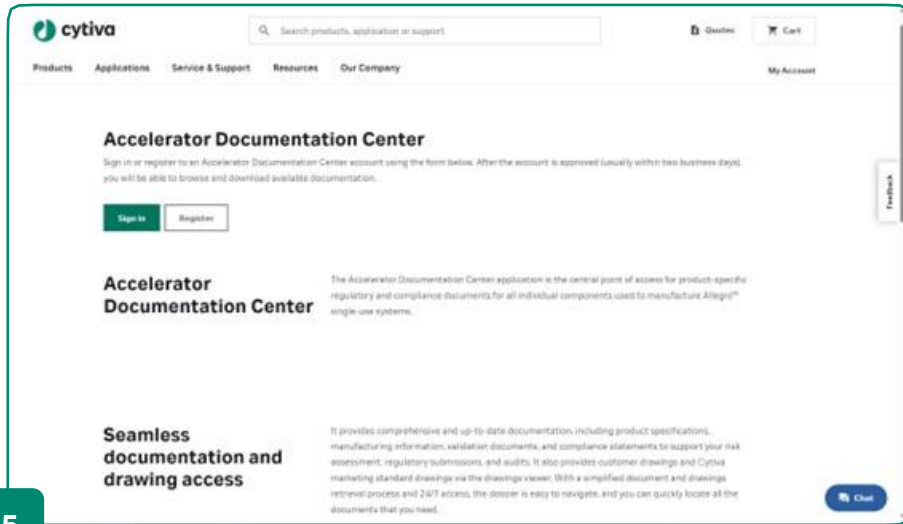 cytiva
Search products, application or support
Quotes
Cart
Products Applications Service & Support Resources Our Company
My Account
Accelerator Documentation Center
Sign in or register to an Accelerator Documentation Center account using the form below. After the account is approved (usually within two business days),
you will be able to browse and download available documentation.
Sign in
Register
Feedback
Accelerator
Documentation Center
The Accelerator Documentation Center application is the central point of access for product-specific
regulatory and compliance documents for all individual components used to manufacture Allegro™
single-use systems.
Seamless
documentation and
drawing access
It provides comprehensive and up-to-date documentation, including product specifications,
manufacturing information, validation documents, and compliance statements to support your risk
assessment, regulatory submissions, and audits. It also provides customer drawings and Cytiva
marketing standard drawings via the drawings viewer. With a simplified document and drawings
retrieval process and 24/7 access, the dossier is easy to navigate, and you can quickly locate all the
documents that you need.
Chat
5